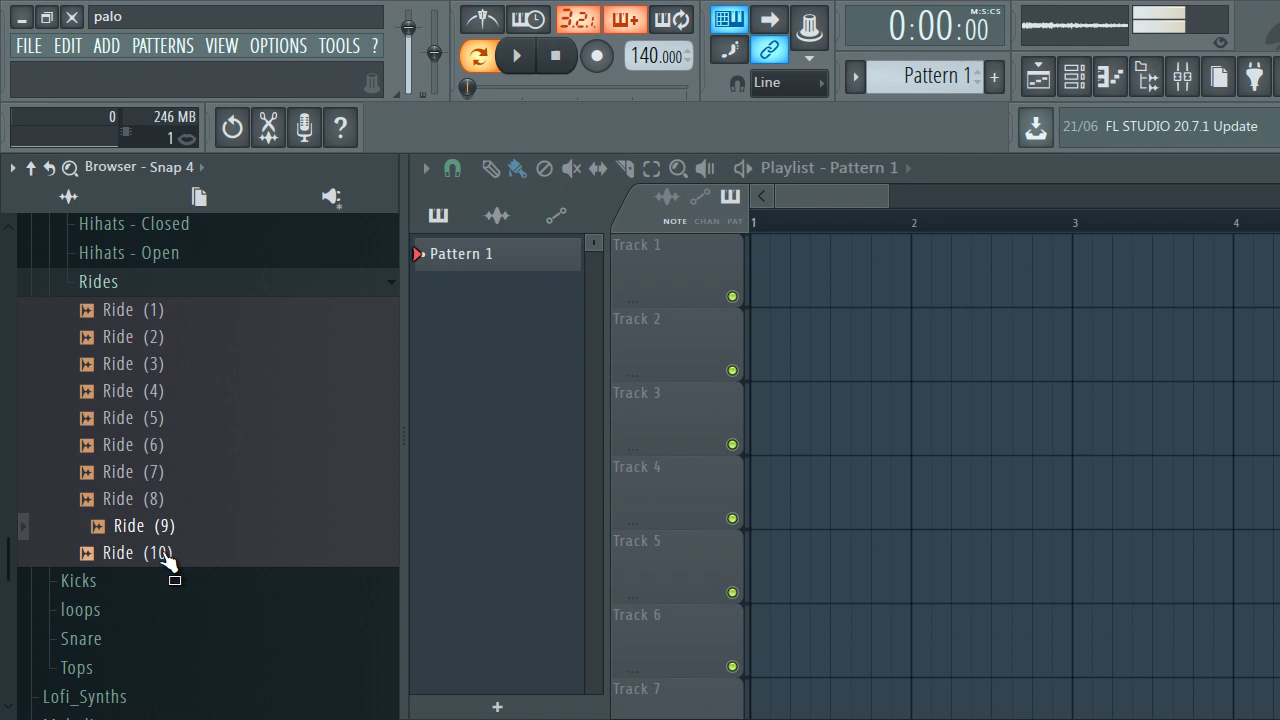 palo
FILE EDIT ADD PATTERNS VIEW OPTIONS TOOLS ?
3.2.1
140.000
Line
M:S:CS
0:00:00
Pattern 1
0
246 MB
1
?
21/06 FL STUDIO 20.7.1 Update
Browser - Snap 4
Playlist - Pattern 1
NOTE CHAN PAT
1 2 3 4
Hihats - Closed
Hihats - Open
Rides
Ride (1)
Ride (2)
Ride (3)
Ride (4)
Ride (5)
Ride (6)
Ride (7)
Ride (8)
Ride (9)
Ride (10)
Kicks
loops
Snare
Tops
Lofi_Synths
Pattern 1
Track 1
Track 2
Track 3
Track 4
Track 5
Track 6
Track 7